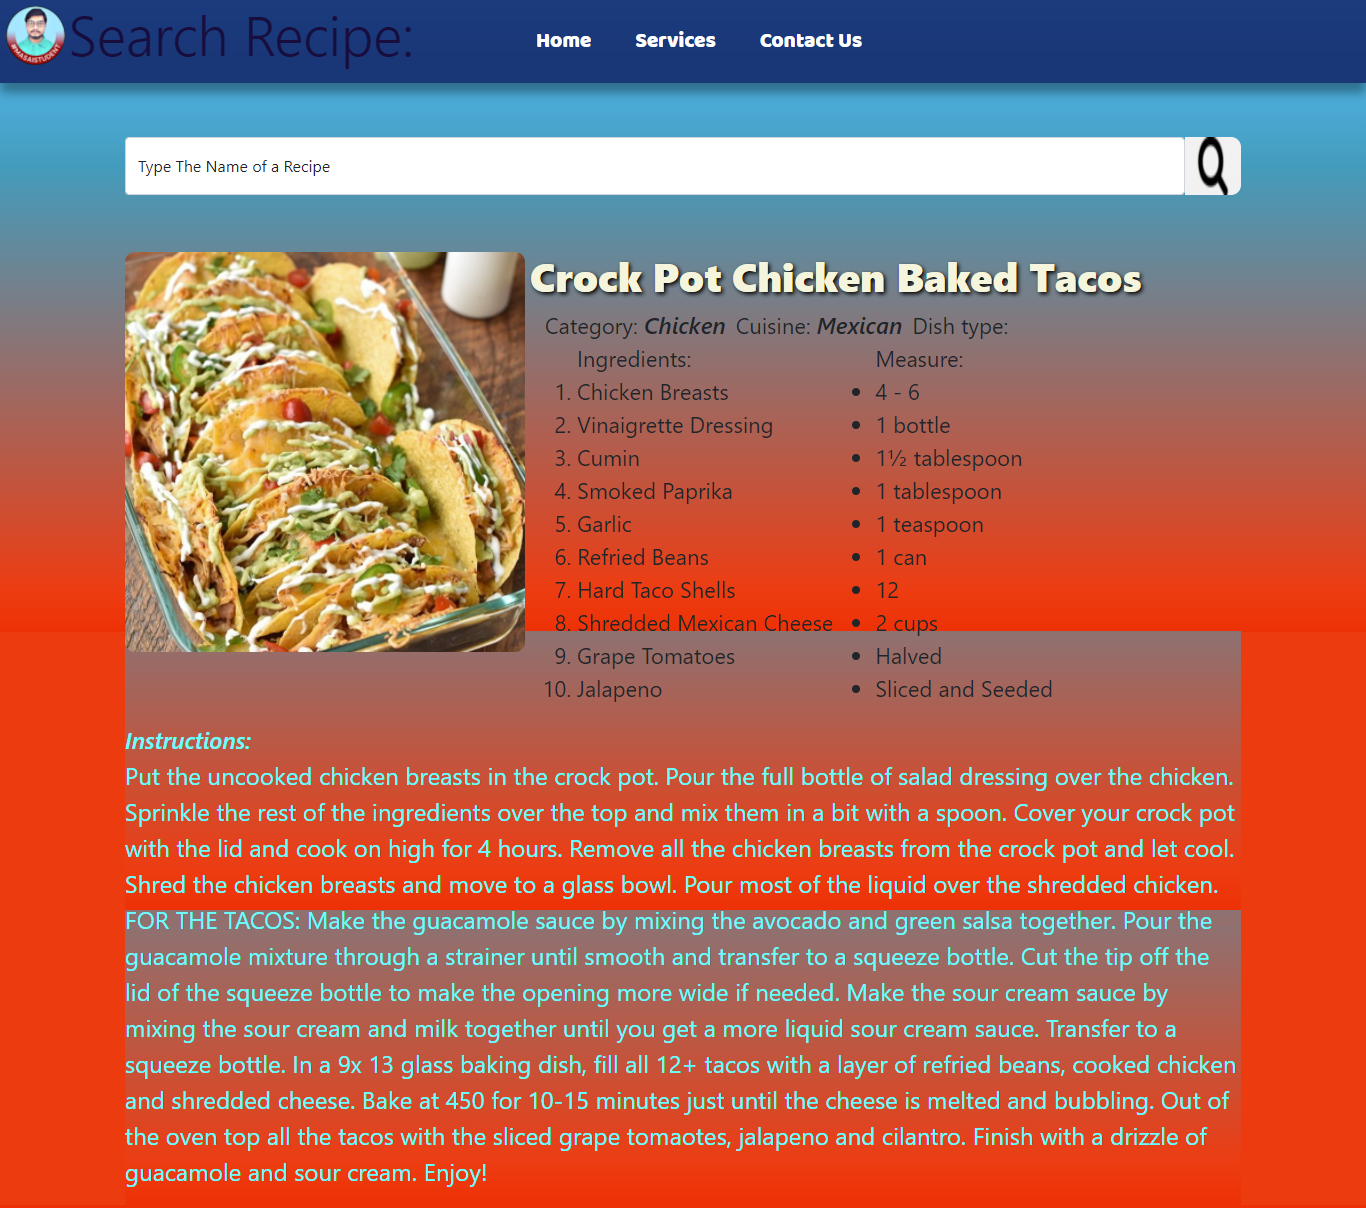 #MASAISTUDENT
Search Recipe:
Home Services Contact Us
Type The Name of a Recipe
Crock Pot Chicken Baked Tacos
Category: Chicken Cuisine: Mexican Dish type:
Ingredients: Measure:
1. Chicken Breasts • 4 - 6
2. Vinaigrette Dressing • 1 bottle
3. Cumin • 1½ tablespoon
4. Smoked Paprika • 1 tablespoon
5. Garlic • 1 teaspoon
6. Refried Beans • 1 can
7. Hard Taco Shells • 12
8. Shredded Mexican Cheese • 2 cups
9. Grape Tomatoes • Halved
10. Jalapeno • Sliced and Seeded
Instructions:
Put the uncooked chicken breasts in the crock pot. Pour the full bottle of salad dressing over the chicken.
Sprinkle the rest of the ingredients over the top and mix them in a bit with a spoon. Cover your crock pot
with the lid and cook on high for 4 hours. Remove all the chicken breasts from the crock pot and let cool.
Shred the chicken breasts and move to a glass bowl. Pour most of the liquid over the shredded chicken.
FOR THE TACOS: Make the guacamole sauce by mixing the avocado and green salsa together. Pour the
guacamole mixture through a strainer until smooth and transfer to a squeeze bottle. Cut the tip off the
lid of the squeeze bottle to make the opening more wide if needed. Make the sour cream sauce by
mixing the sour cream and milk together until you get a more liquid sour cream sauce. Transfer to a
squeeze bottle. In a 9x 13 glass baking dish, fill all 12+ tacos with a layer of refried beans, cooked chicken
and shredded cheese. Bake at 450 for 10-15 minutes just until the cheese is melted and bubbling. Out of
the oven top all the tacos with the sliced grape tomaotes, jalapeno and cilantro. Finish with a drizzle of
guacamole and sour cream. Enjoy!